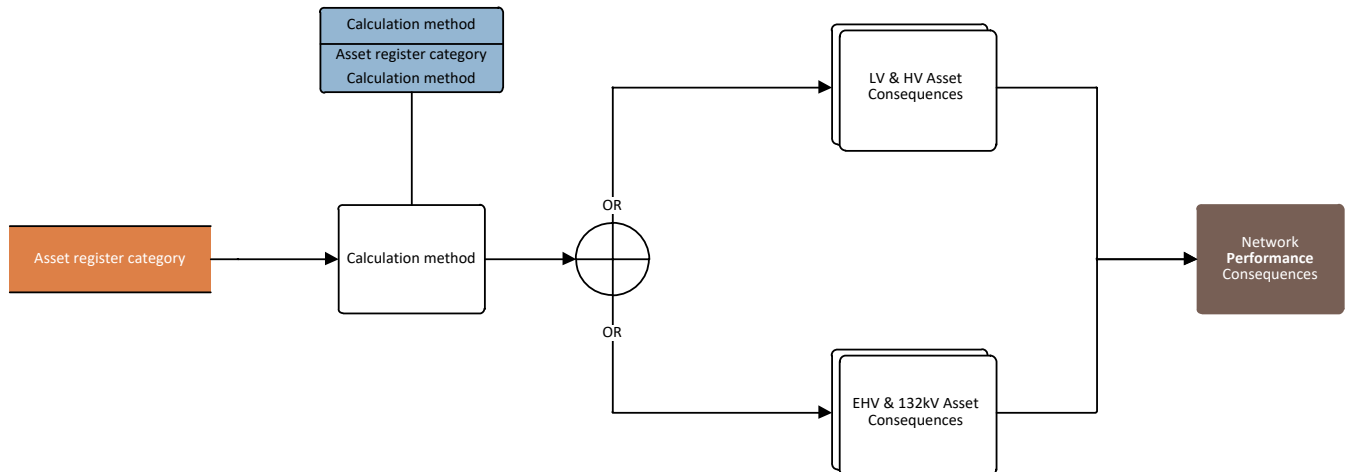 Calculation method
Asset register category
Calculation method
LV & HV Asset
Consequences
OR
Asset register category
Calculation method
Network
Performance
Consequences
OR
EHV & 132kV Asset
Consequences